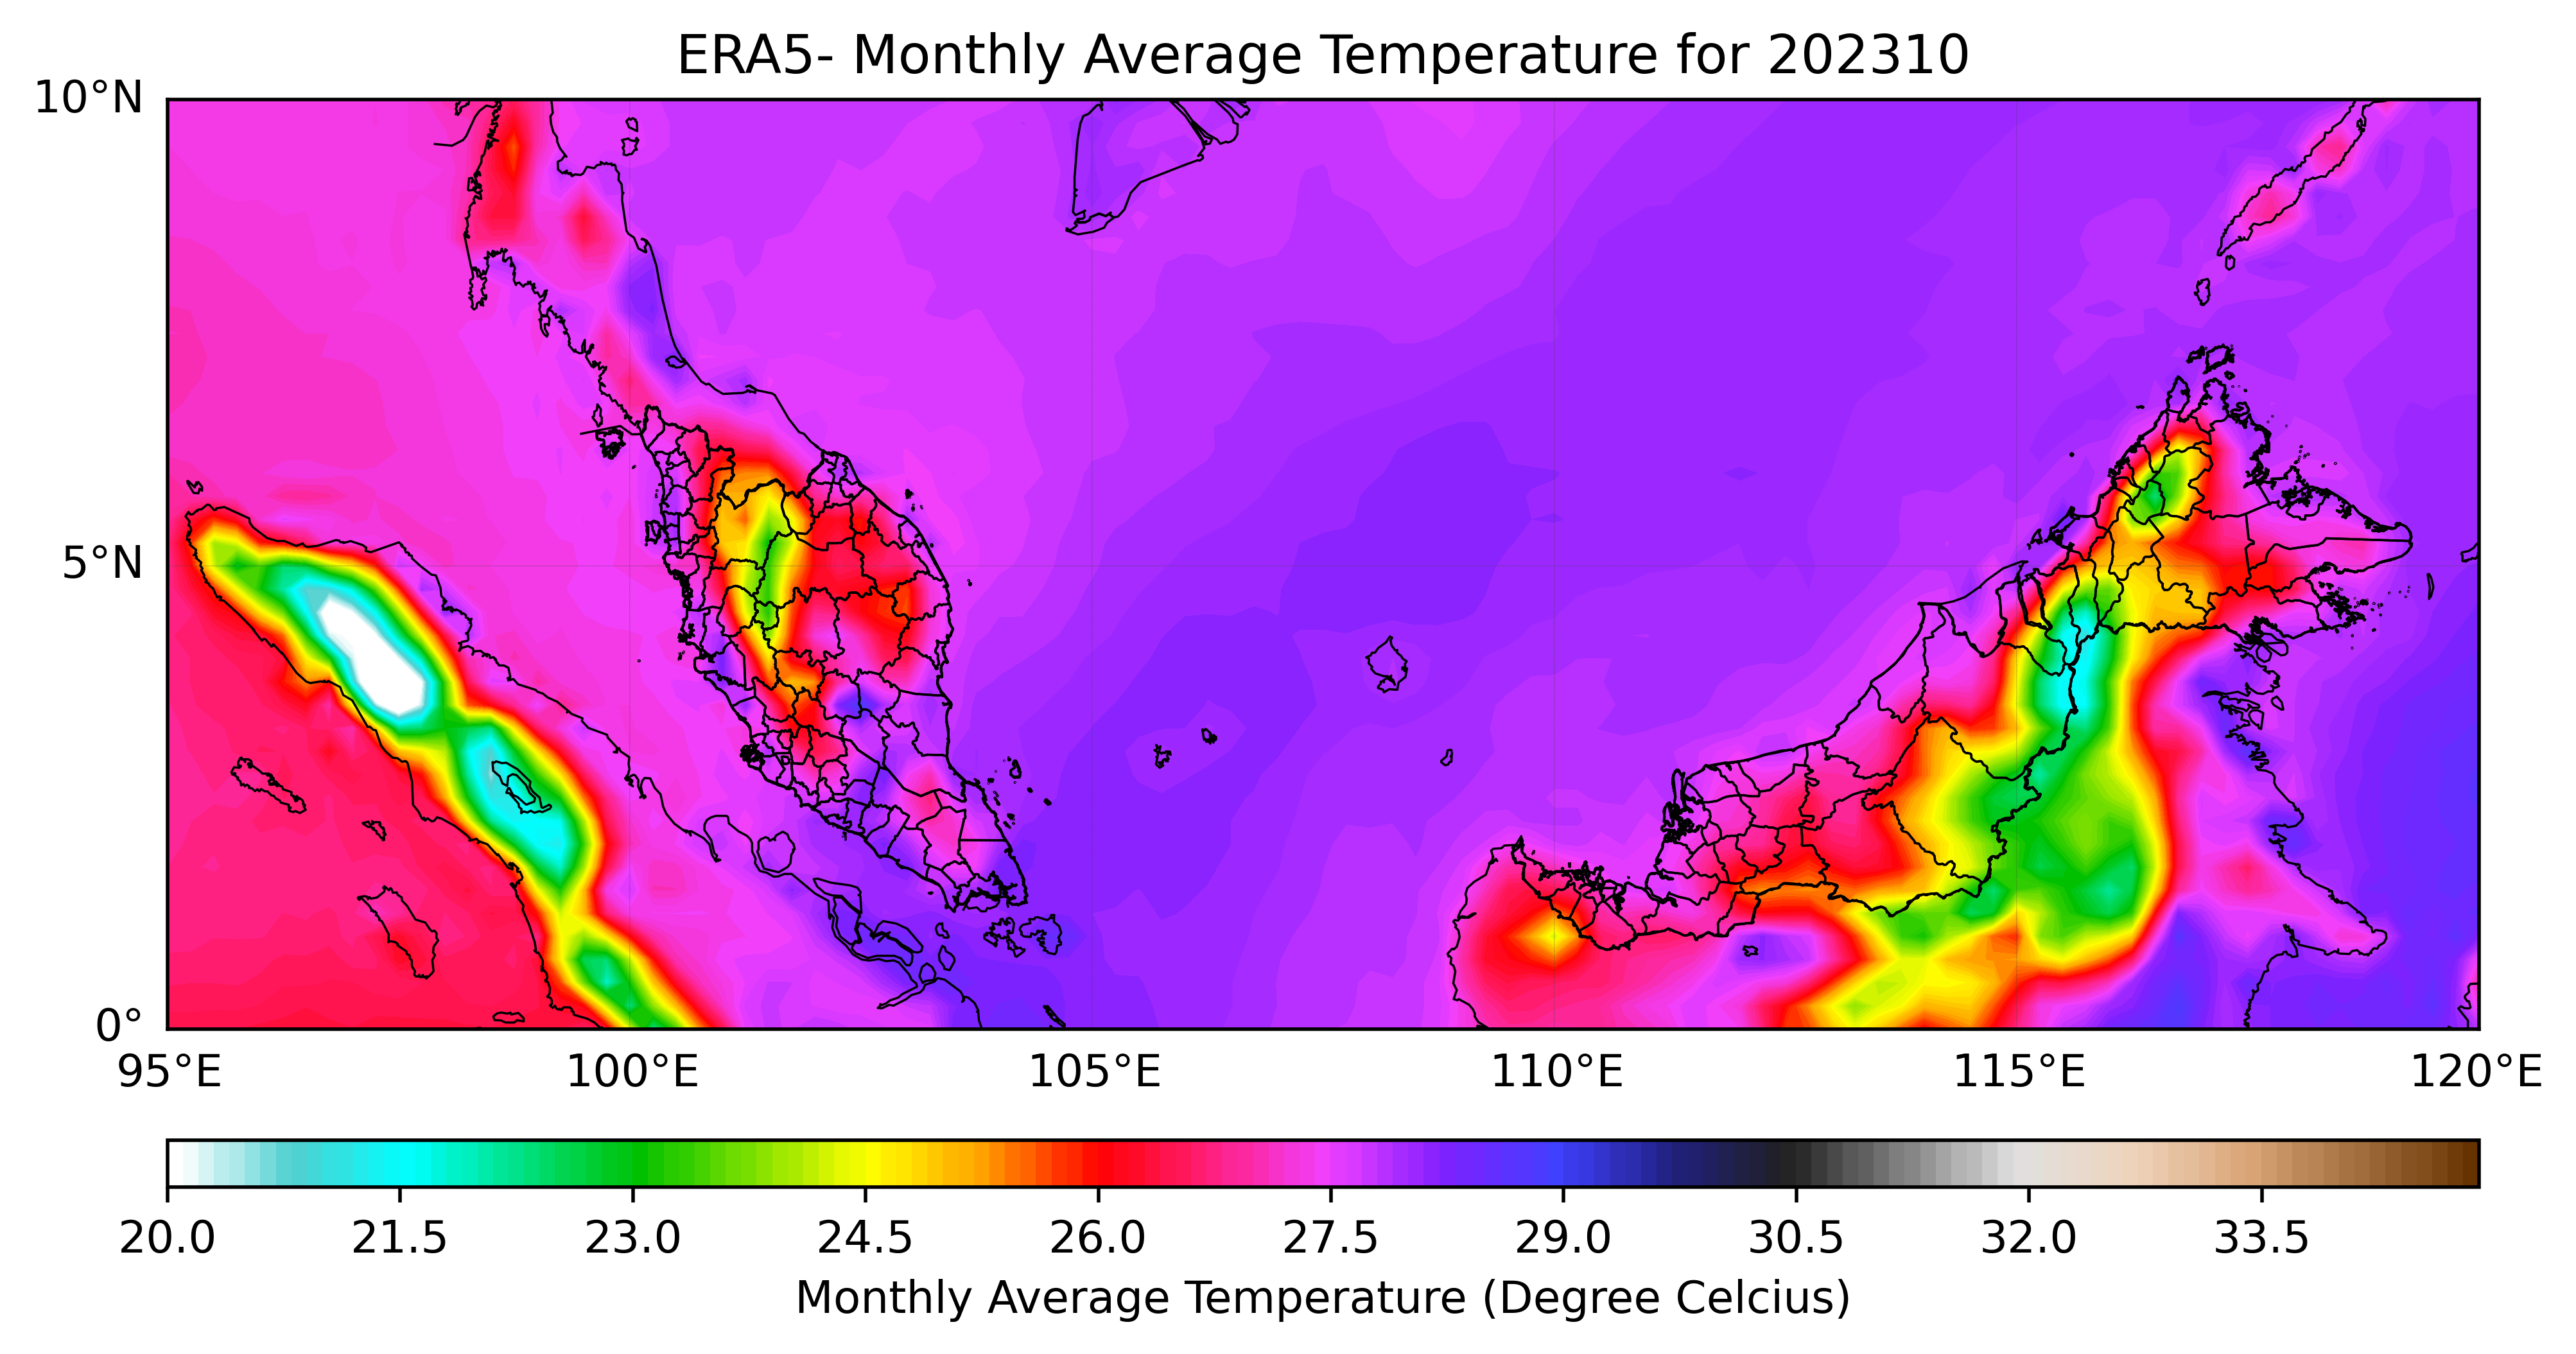 ERA5- Monthly Average Temperature for 202310
10°N
5°N
0°
95°E 100°E 105°E 110°E 115°E 120°E
20.0 21.5 23.0 24.5 26.0 27.5 29.0 30.5 32.0 33.5
Monthly Average Temperature (Degree Celcius)